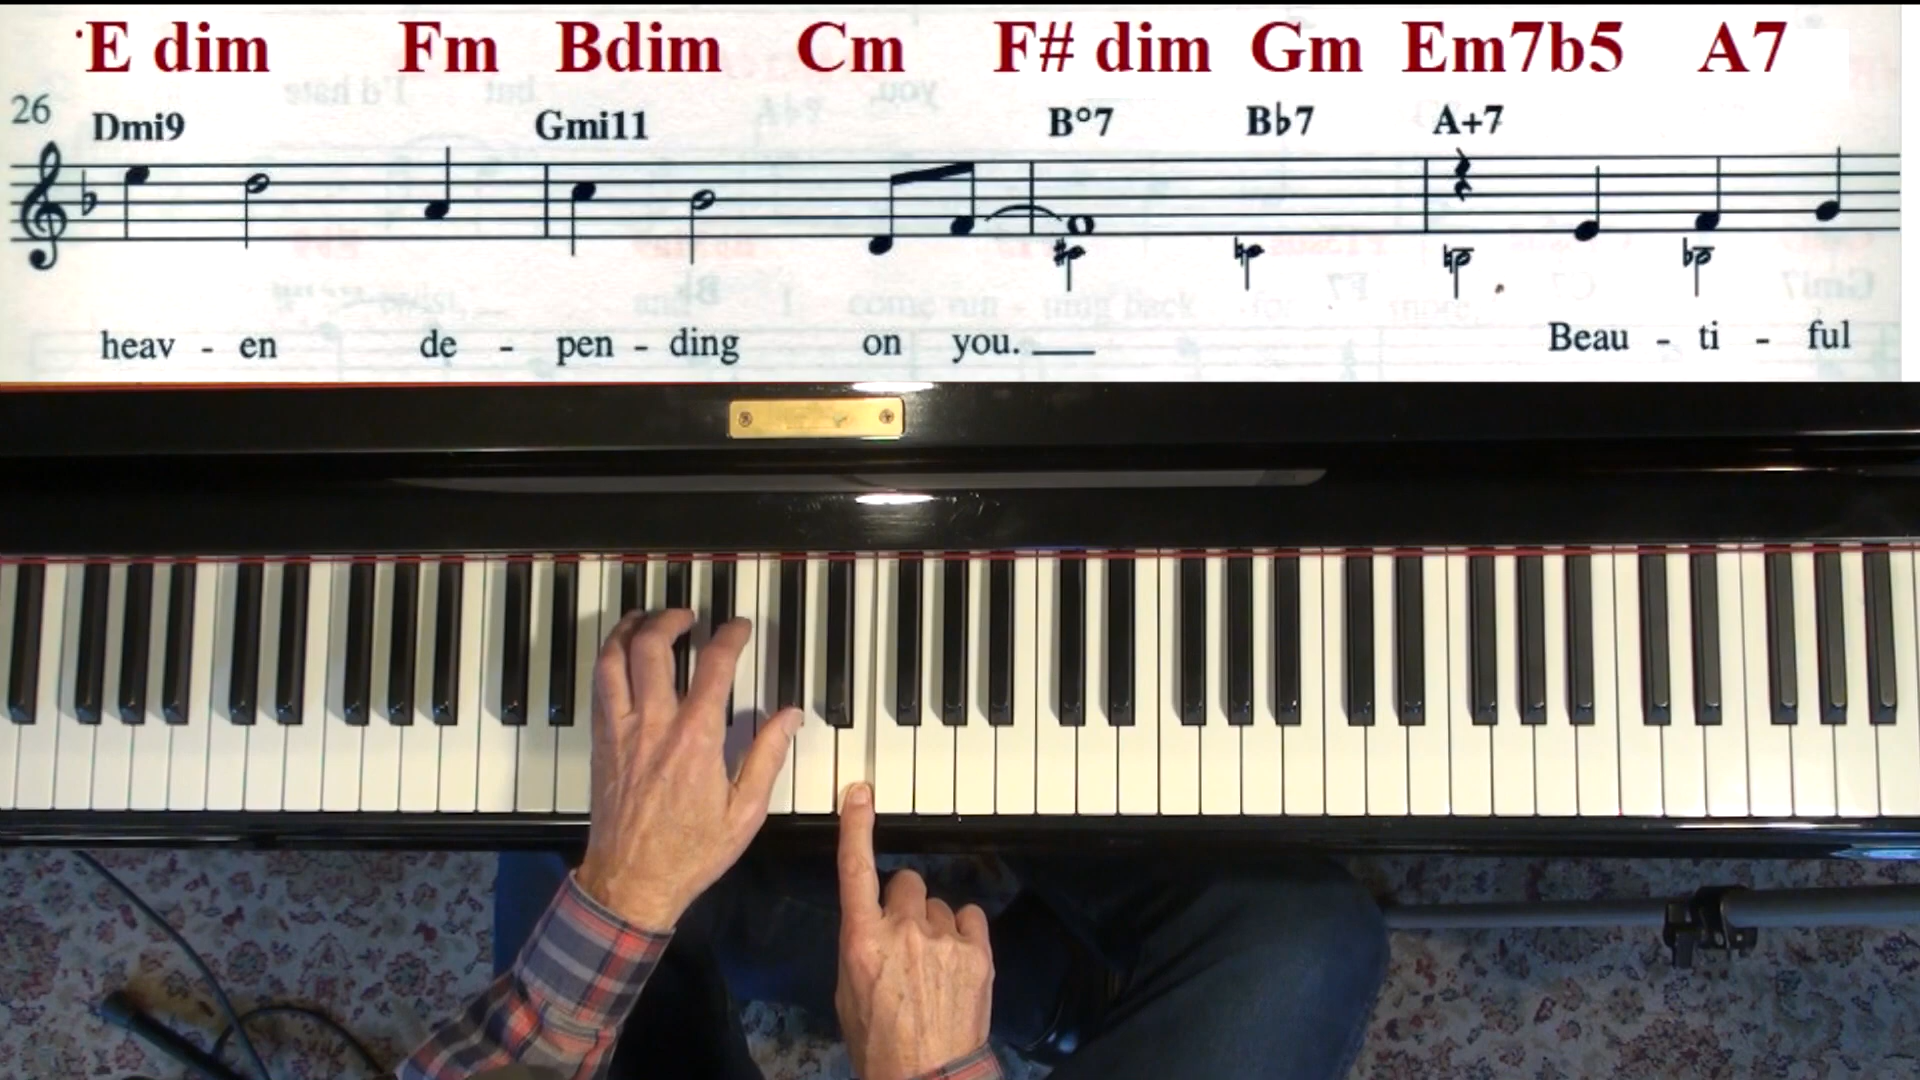 E dim Fm Bdim Cm F# dim Gm Em7b5 A7
26 Dmi9 Gmi11 B°7 Bb7 A+7
heav - en de - pen - ding on you. Beau - ti - ful